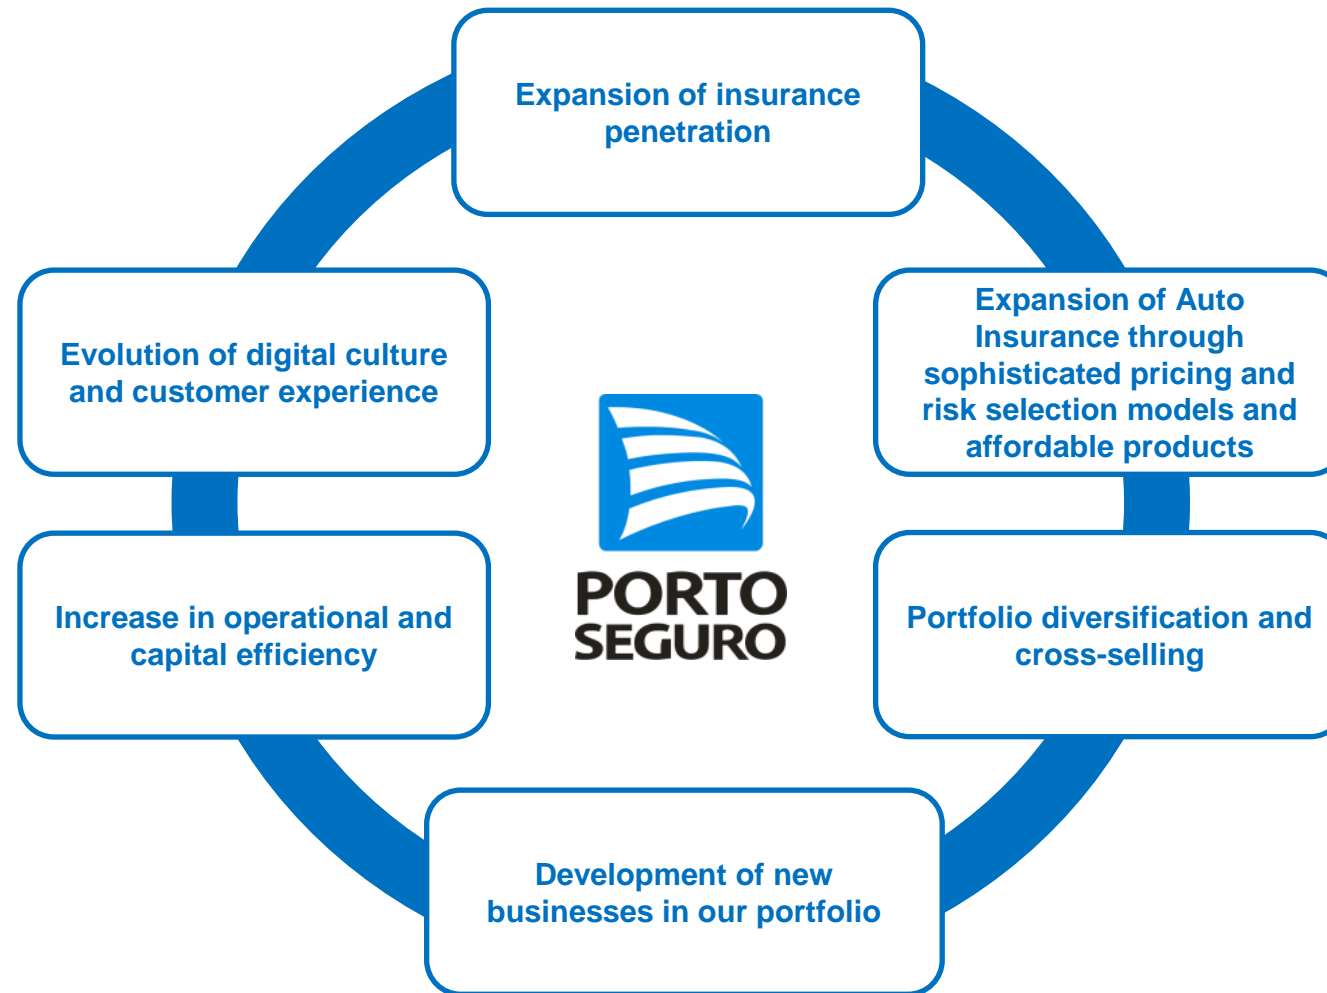 Expansion of insurance
penetration
Expansion of Auto
Insurance through
sophisticated pricing and
risk selection models and
affordable products
Portfolio diversification and
cross-selling
Development of new
businesses in our portfolio
Increase in operational and
capital efficiency
Evolution of digital culture
and customer experience
PORTO
SEGURO